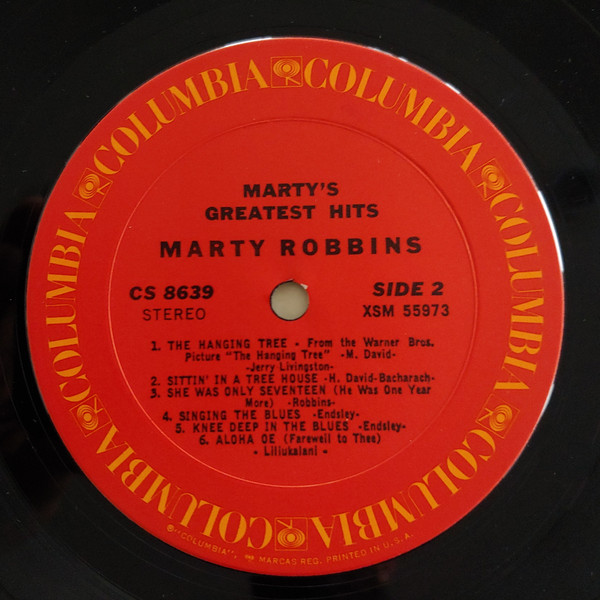 COLUMBIA COLUMBIA COLUMBIA COLUMBIA COLUMBIA COLUMBIA
MARTY'S
GREATEST HITS
MARTY ROBBINS
CS 8639 SIDE 2
STEREO XSM 55973
1. THE HANGING TREE - From the Warner Bros.
Picture "The Hanging Tree" -M. David-
-Jerry Livingston-
2. SITTIN' IN A TREE HOUSE -H. David-Bacharach-
3. SHE WAS ONLY SEVENTEEN (He Was One Year
More) -Robbins-
4. SINGING THE BLUES -Endsley-
5. KNEE DEEP IN THE BLUES -Endsley-
6. ALOHA OE (Farewell to Thee)
- Liliukalani -
©"COLUMBIA", MARCAS REG. PRINTED IN U.S.A.